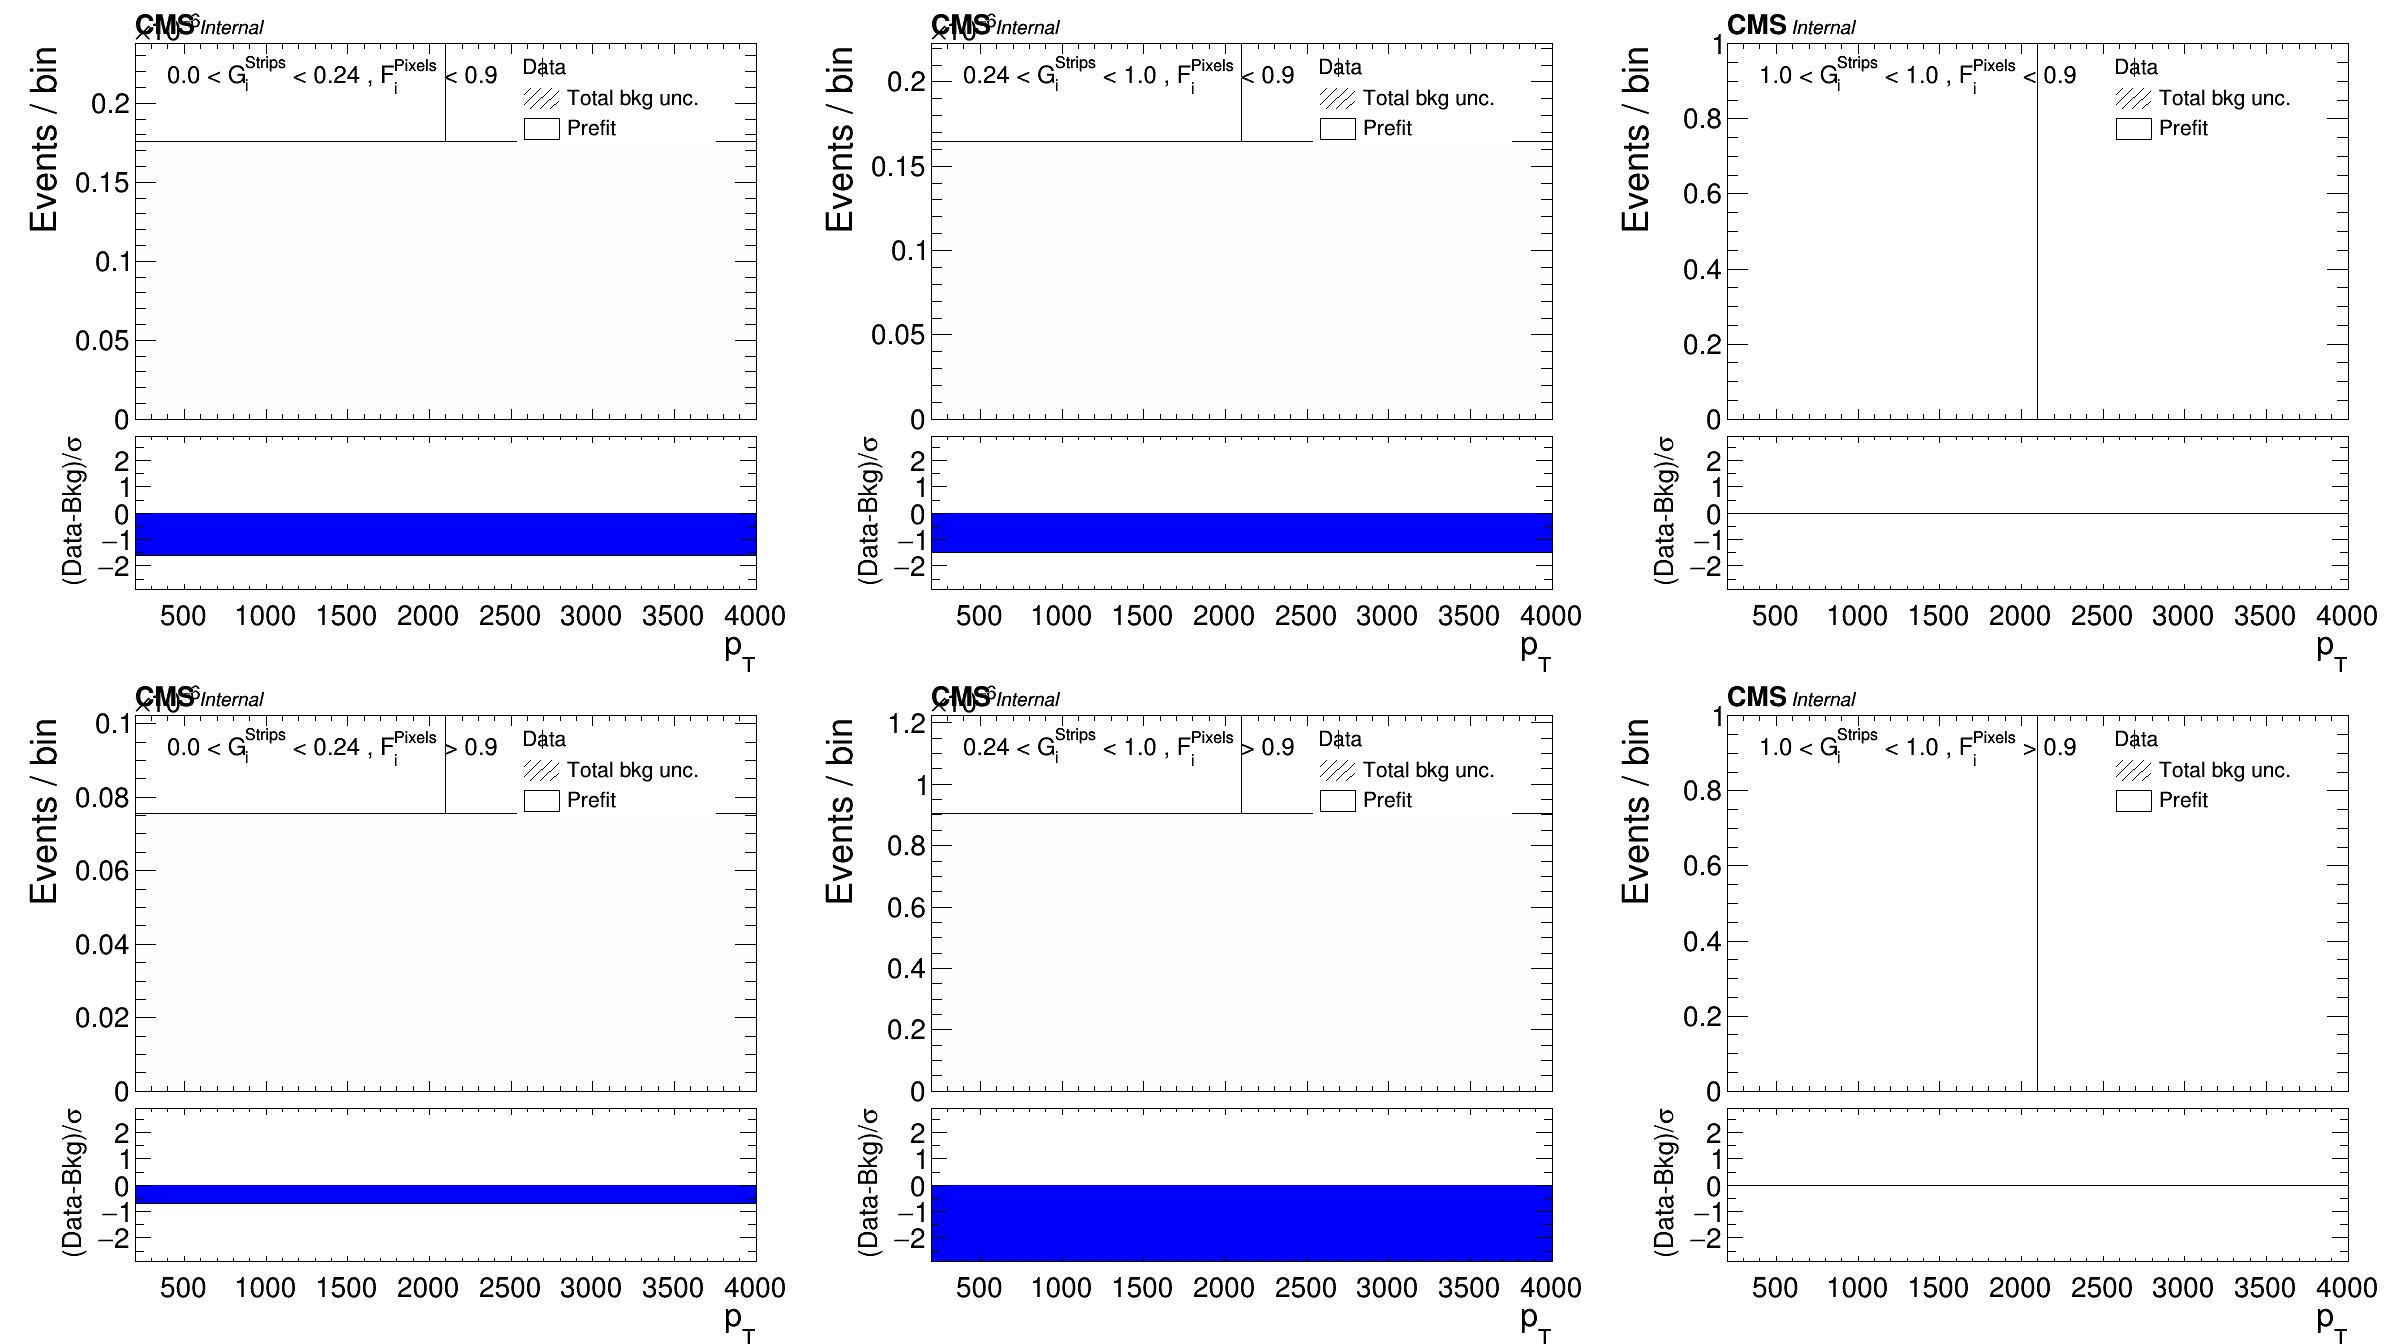 CMS Internal
×10⁻⁶
0.0 < G_i^Strips < 0.24 , F_i^Pixels < 0.9
Data
Total bkg unc.
Prefit
Events / bin
0.2
0.15
0.1
0.05
0
(Data-Bkg)/σ
2
1
0
−1
−2
500 1000 1500 2000 2500 3000 3500 4000
p_T
CMS Internal
×10⁻⁶
0.24 < G_i^Strips < 1.0 , F_i^Pixels < 0.9
Data
Total bkg unc.
Prefit
Events / bin
0.2
0.15
0.1
0.05
0
(Data-Bkg)/σ
2
1
0
−1
−2
500 1000 1500 2000 2500 3000 3500 4000
p_T
CMS Internal
1.0 < G_i^Strips < 1.0 , F_i^Pixels < 0.9
Data
Total bkg unc.
Prefit
Events / bin
1
0.8
0.6
0.4
0.2
0
(Data-Bkg)/σ
2
1
0
−1
−2
500 1000 1500 2000 2500 3000 3500 4000
p_T
CMS Internal
×10⁻⁶
0.0 < G_i^Strips < 0.24 , F_i^Pixels > 0.9
Data
Total bkg unc.
Prefit
Events / bin
0.1
0.08
0.06
0.04
0.02
0
(Data-Bkg)/σ
2
1
0
−1
−2
500 1000 1500 2000 2500 3000 3500 4000
p_T
CMS Internal
×10⁻⁶
0.24 < G_i^Strips < 1.0 , F_i^Pixels > 0.9
Data
Total bkg unc.
Prefit
Events / bin
1.2
1
0.8
0.6
0.4
0.2
0
(Data-Bkg)/σ
2
1
0
−1
−2
500 1000 1500 2000 2500 3000 3500 4000
p_T
CMS Internal
1.0 < G_i^Strips < 1.0 , F_i^Pixels > 0.9
Data
Total bkg unc.
Prefit
Events / bin
1
0.8
0.6
0.4
0.2
0
(Data-Bkg)/σ
2
1
0
−1
−2
500 1000 1500 2000 2500 3000 3500 4000
p_T